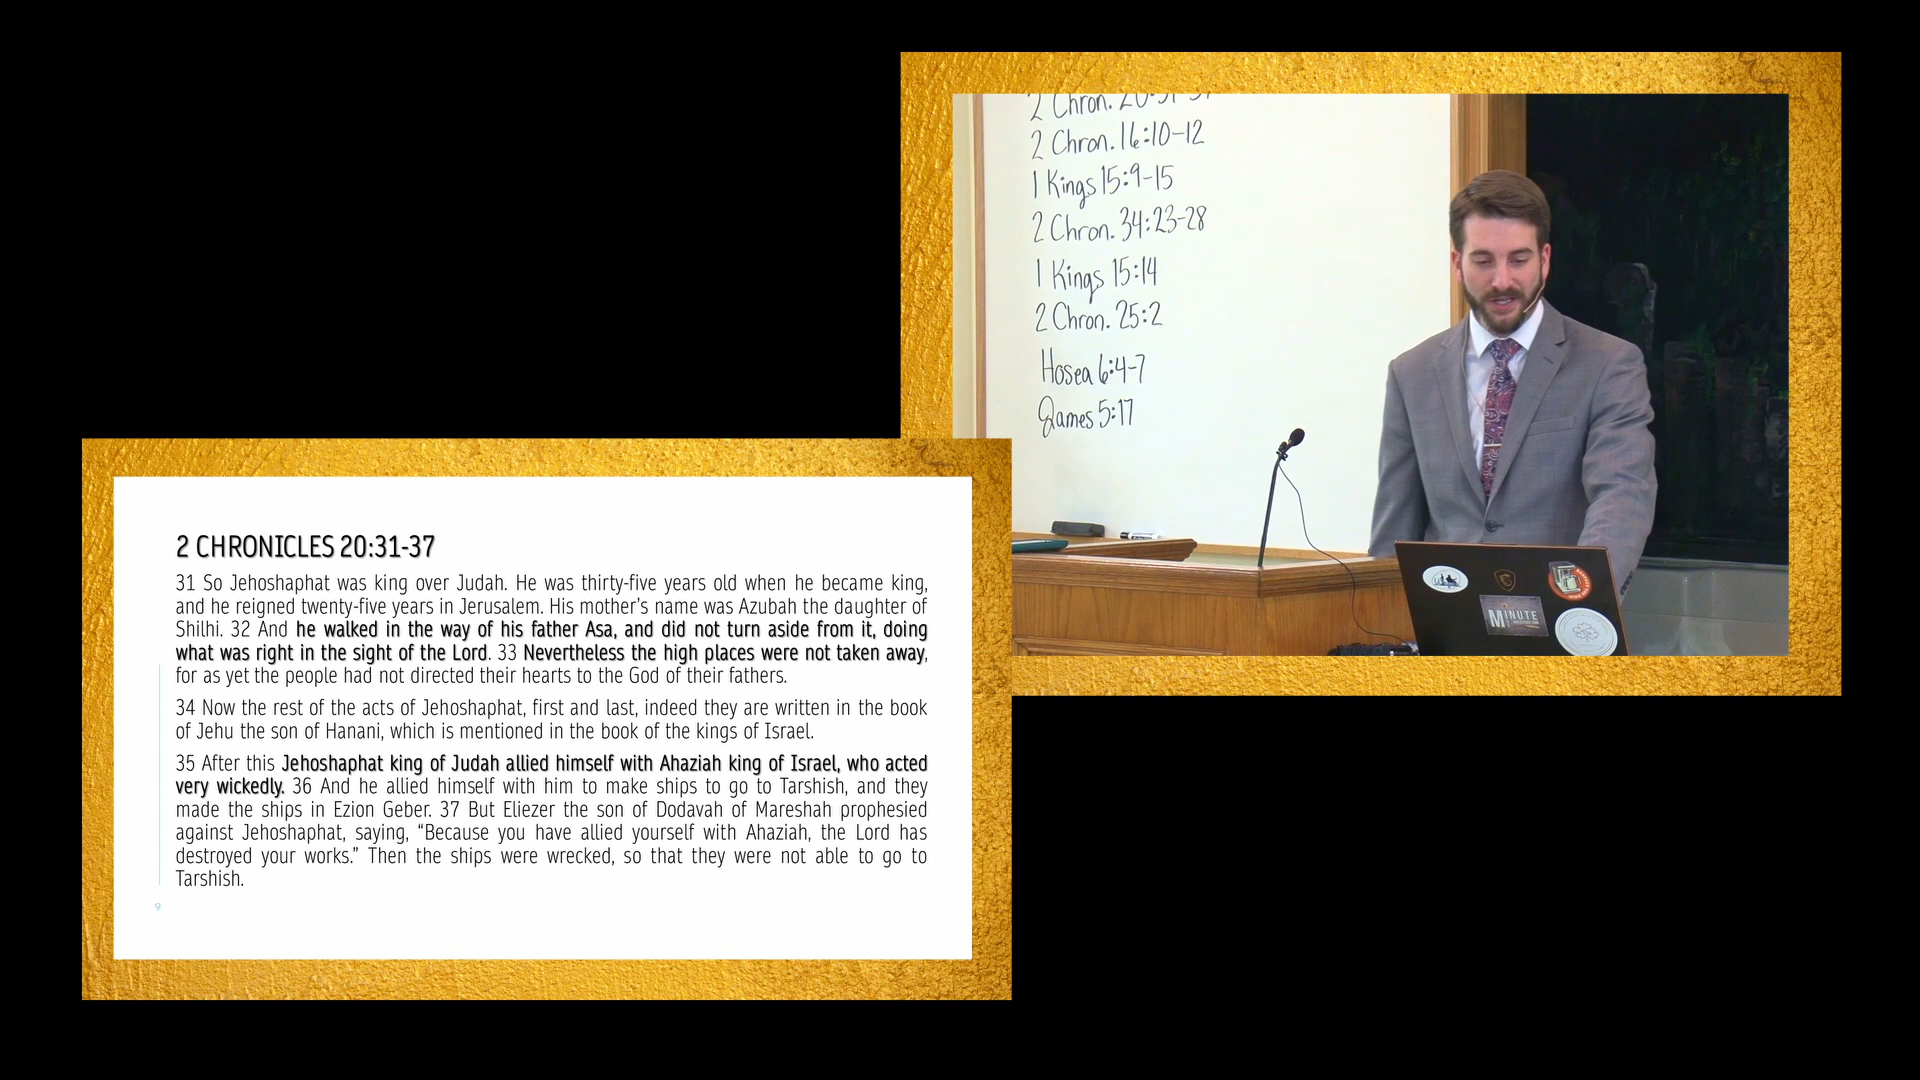 2 Chron. 20:31-37
2 Chron. 16:10-12
1 Kings 15:9-15
2 Chron. 34:23-28
1 Kings 15:14
2 Chron. 25:2
Hosea 6:4-7
James 5:17
MINUTE
2 CHRONICLES 20:31-37
31 So Jehoshaphat was king over Judah. He was thirty-five years old when he became king,
and he reigned twenty-five years in Jerusalem. His mother’s name was Azubah the daughter of
Shilhi. 32 And he walked in the way of his father Asa, and did not turn aside from it, doing
what was right in the sight of the Lord. 33 Nevertheless the high places were not taken away,
for as yet the people had not directed their hearts to the God of their fathers.
34 Now the rest of the acts of Jehoshaphat, first and last, indeed they are written in the book
of Jehu the son of Hanani, which is mentioned in the book of the kings of Israel.
35 After this Jehoshaphat king of Judah allied himself with Ahaziah king of Israel, who acted
very wickedly. 36 And he allied himself with him to make ships to go to Tarshish, and they
made the ships in Ezion Geber. 37 But Eliezer the son of Dodavah of Mareshah prophesied
against Jehoshaphat, saying, “Because you have allied yourself with Ahaziah, the Lord has
destroyed your works.” Then the ships were wrecked, so that they were not able to go to
Tarshish.
9